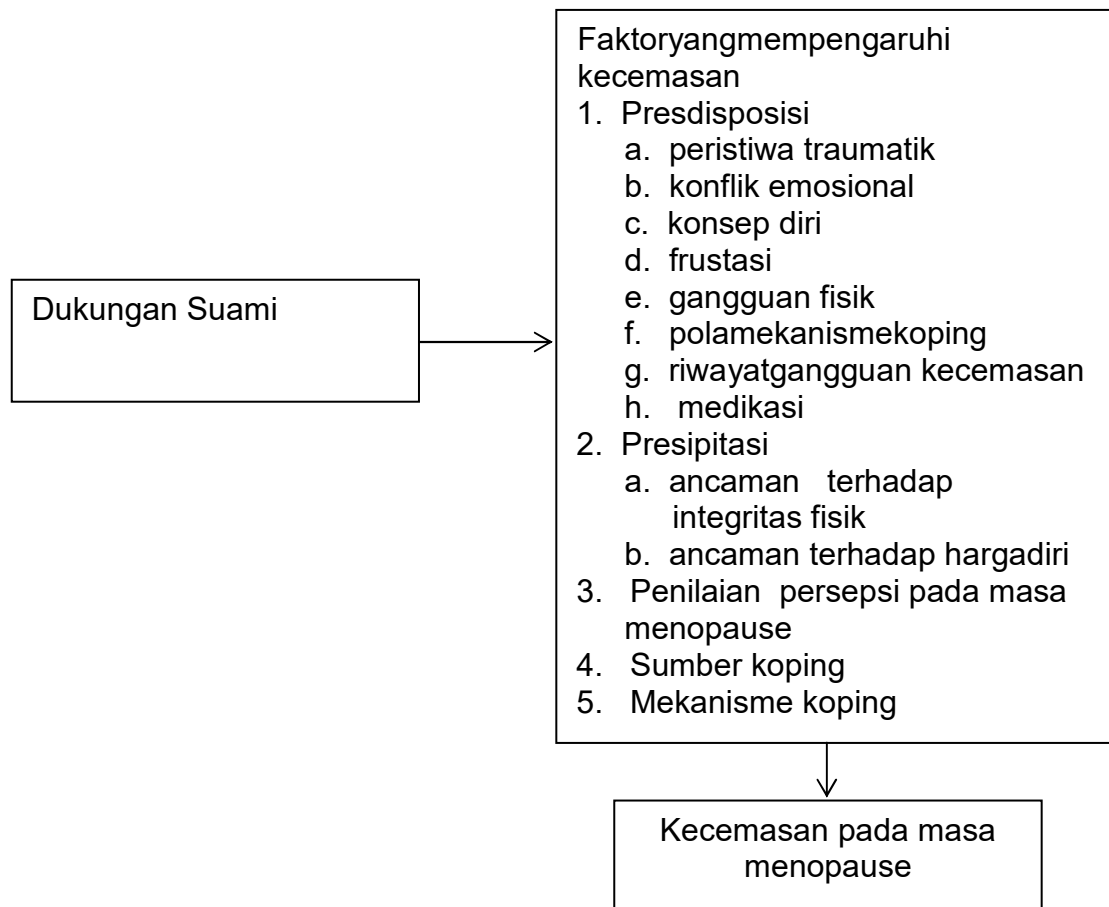 Faktoryangmempengaruhi
kecemasan
1. Presdisposisi
a. peristiwa traumatik
b. konflik emosional
c. konsep diri
d. frustasi
e. gangguan fisik
f. polamekanismekoping
g. riwayatgangguan kecemasan
h. medikasi
2. Presipitasi
a. ancaman terhadap
integritas fisik
b. ancaman terhadap hargadiri
3. Penilaian persepsi pada masa
menopause
4. Sumber koping
5. Mekanisme koping
Dukungan Suami
Kecemasan pada masa
menopause